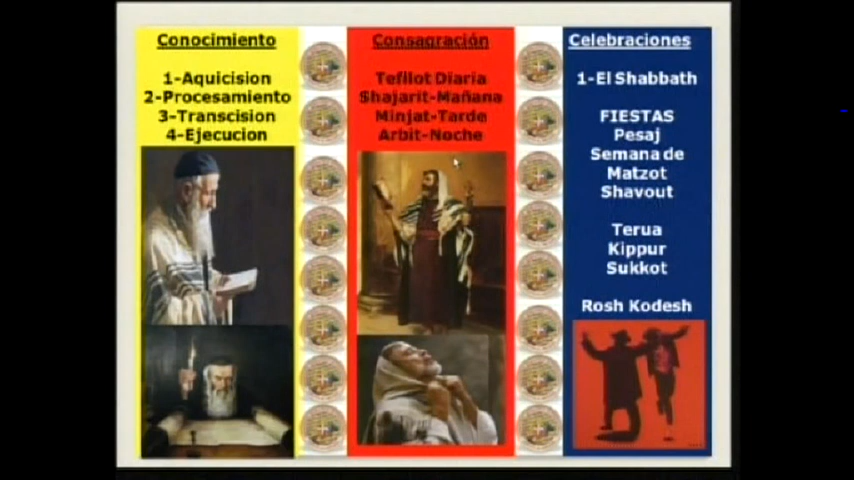 Conocimiento
1-Aquicision
2-Procesamiento
3-Transcision
4-Ejecucion
Consagración
Tefilot Diaria
Shajarit-Mañana
Minjat-Tarde
Arbit-Noche
Celebraciones
1-El Shabbath
FIESTAS
Pesaj
Semana de
Matzot
Shavout
Terua
Kippur
Sukkot
Rosh Kodesh